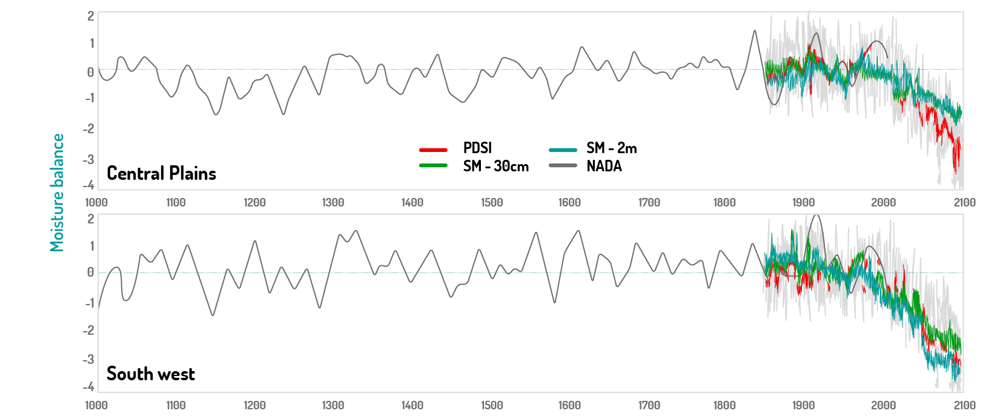 2
1
0
-1
-2
-3
-4
PDSI
SM - 2m
SM - 30cm
NADA
Central Plains
1000 1100 1200 1300 1400 1500 1600 1700 1800 1900 2000 2100
Moisture balance
2
1
0
-1
-2
-3
-4
South west
1000 1100 1200 1300 1400 1500 1600 1700 1800 1900 2000 2100